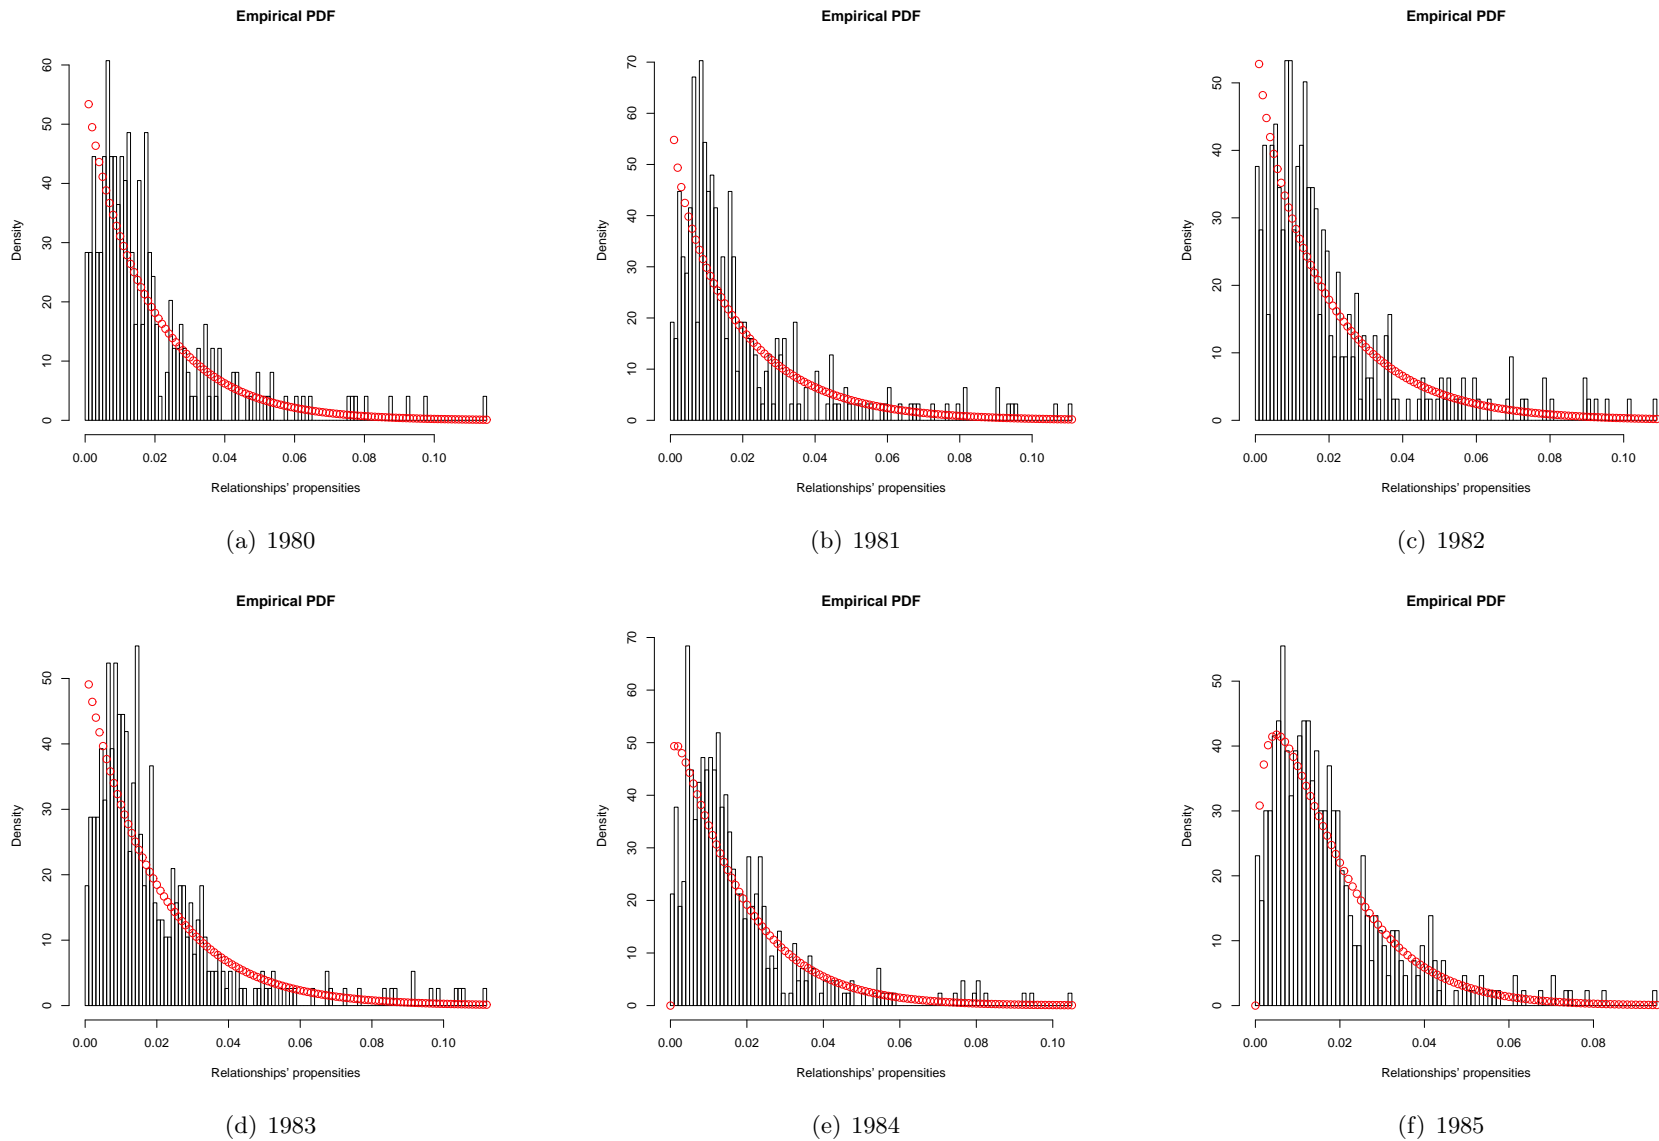 Empirical PDF
Empirical PDF
Empirical PDF
Density
0 10 20 30 40 50 60
0.00 0.02 0.04 0.06 0.08 0.10
Relationships' propensities
(a) 1980
Density
0 10 20 30 40 50 60 70
0.00 0.02 0.04 0.06 0.08 0.10
Relationships' propensities
(b) 1981
Density
0 10 20 30 40 50
0.00 0.02 0.04 0.06 0.08 0.10
Relationships' propensities
(c) 1982
Empirical PDF
Empirical PDF
Empirical PDF
Density
0 10 20 30 40 50
0.00 0.02 0.04 0.06 0.08 0.10
Relationships' propensities
(d) 1983
Density
0 10 20 30 40 50 60 70
0.00 0.02 0.04 0.06 0.08 0.10
Relationships' propensities
(e) 1984
Density
0 10 20 30 40 50
0.00 0.02 0.04 0.06 0.08
Relationships' propensities
(f) 1985